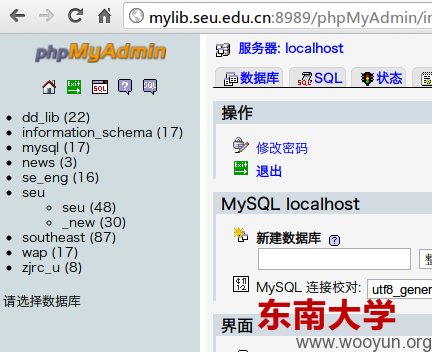 mylib.seu.edu.cn:8989/phpMyAdmin/in
phpMyAdmin
dd_lib (22)
information_schema (17)
mysql (17)
news (3)
se_eng (16)
seu
seu (48)
_new (30)
southeast (87)
wap (17)
zjrc_u (8)
请选择数据库
服务器: localhost
数据库 SQL 状态
操作
修改密码
退出
MySQL localhost
新建数据库
MySQL 连接校对: utf8_gener
界面
东南大学
www.wooyun.org